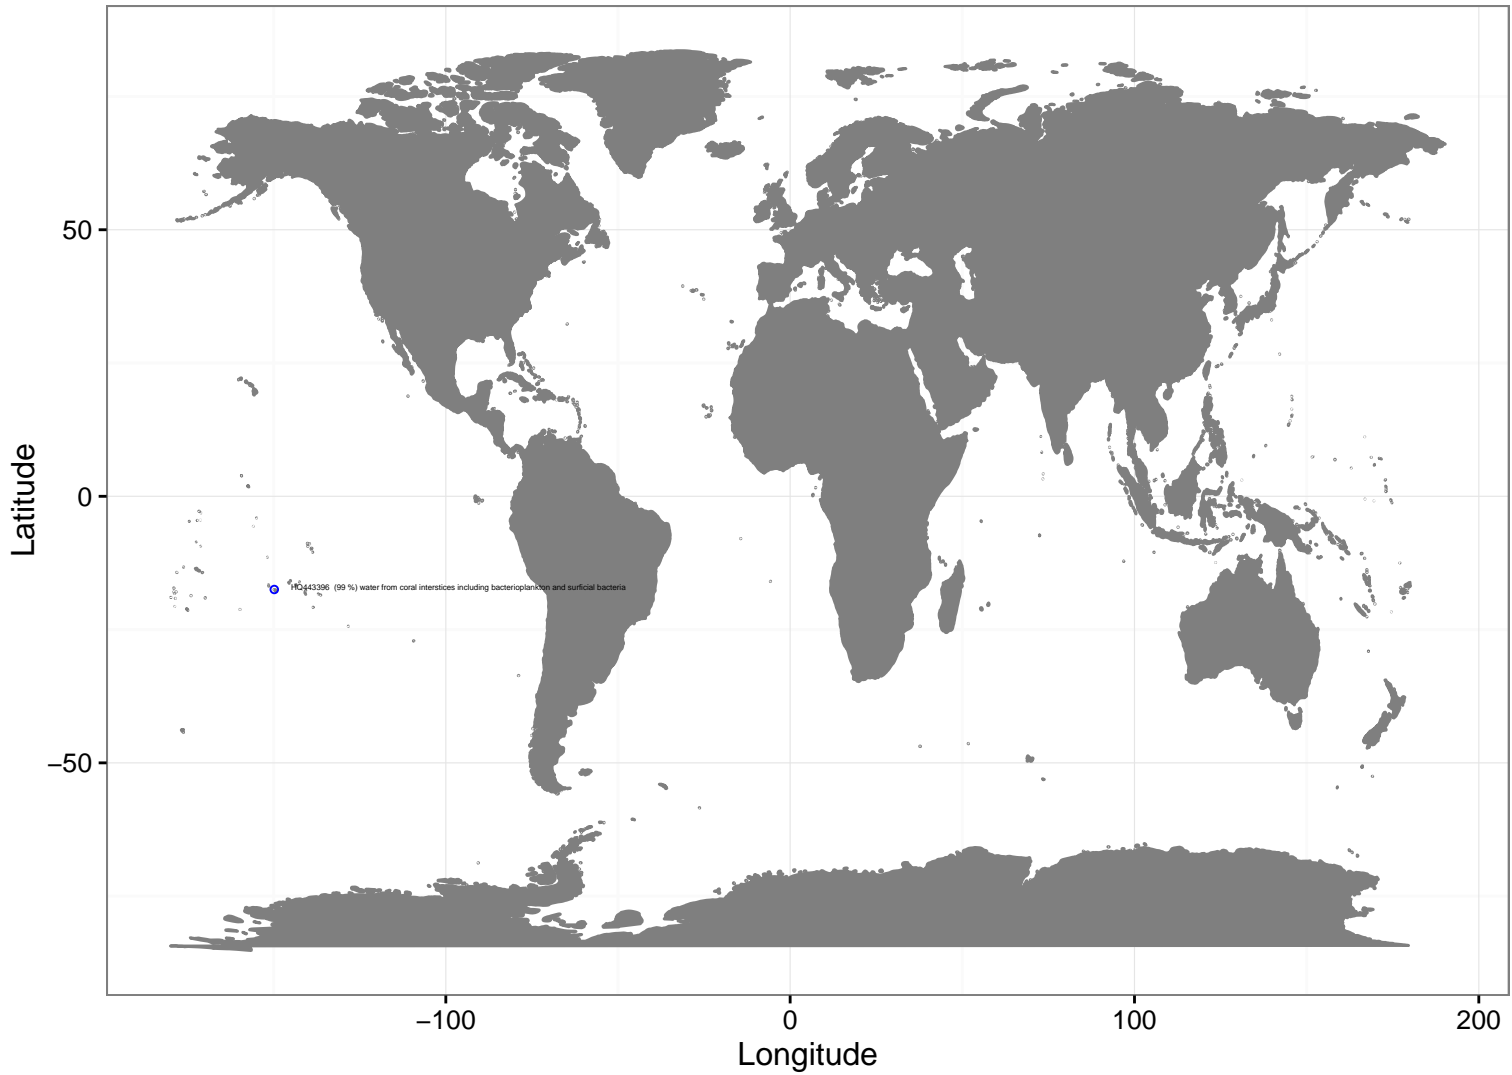 50
0
−50
Latitude
HQ443396 (99 %) water from coral interstices including bacterioplankton and surficial bacteria
−100
0
100
200
Longitude